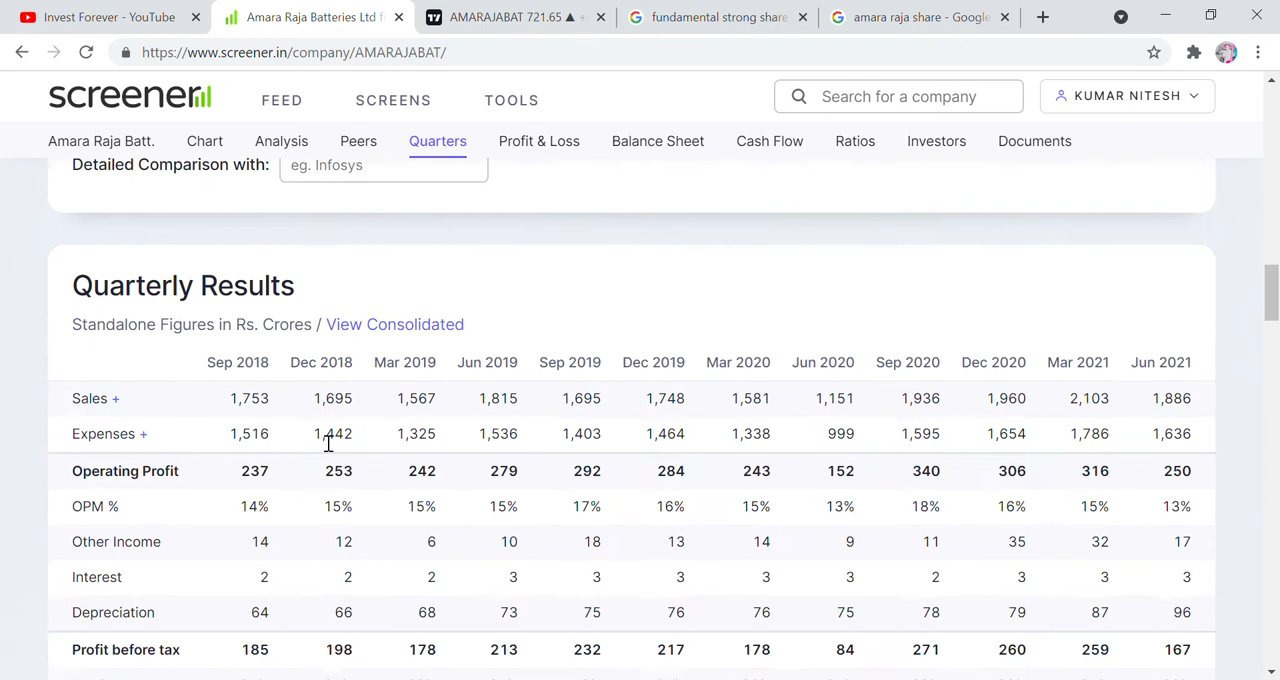 Invest Forever - YouTube
Amara Raja Batteries Ltd f
AMARAJABAT 721.65 ▲ +
fundamental strong share
amara raja share - Google
https://www.screener.in/company/AMARAJABAT/
screener
FEED
SCREENS
TOOLS
Search for a company
KUMAR NITESH
Amara Raja Batt. Chart Analysis Peers Quarters Profit & Loss Balance Sheet Cash Flow Ratios Investors Documents
Detailed Comparison with: eg. Infosys
Quarterly Results
Standalone Figures in Rs. Crores / View Consolidated
Sep 2018 Dec 2018 Mar 2019 Jun 2019 Sep 2019 Dec 2019 Mar 2020 Jun 2020 Sep 2020 Dec 2020 Mar 2021 Jun 2021
Sales + 1,753 1,695 1,567 1,815 1,695 1,748 1,581 1,151 1,936 1,960 2,103 1,886
Expenses + 1,516 1,442 1,325 1,536 1,403 1,464 1,338 999 1,595 1,654 1,786 1,636
Operating Profit 237 253 242 279 292 284 243 152 340 306 316 250
OPM % 14% 15% 15% 15% 17% 16% 15% 13% 18% 16% 15% 13%
Other Income 14 12 6 10 18 13 14 9 11 35 32 17
Interest 2 2 2 3 3 3 3 3 2 3 3 3
Depreciation 64 66 68 73 75 76 76 75 78 79 87 96
Profit before tax 185 198 178 213 232 217 178 84 271 260 259 167